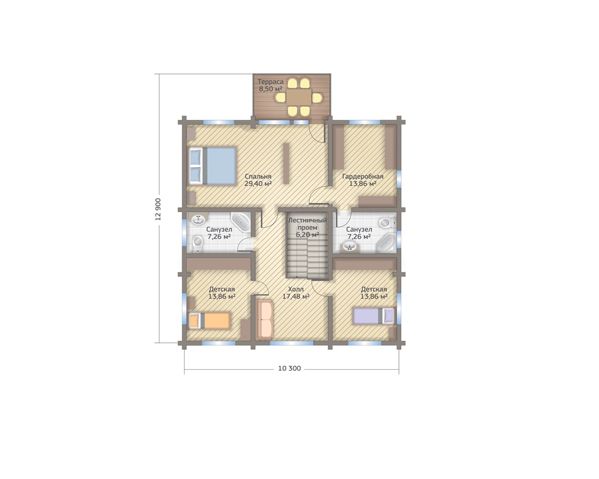 Терраса
8,50 м²
Спальня
29,40 м²
Гардеробная
13,86 м²
12 900
Санузел
7,26 м²
Лестничный
проем
6,20 м²
Санузел
7,26 м²
Детская
13,86 м²
Холл
17,48 м²
Детская
13,86 м²
10 300